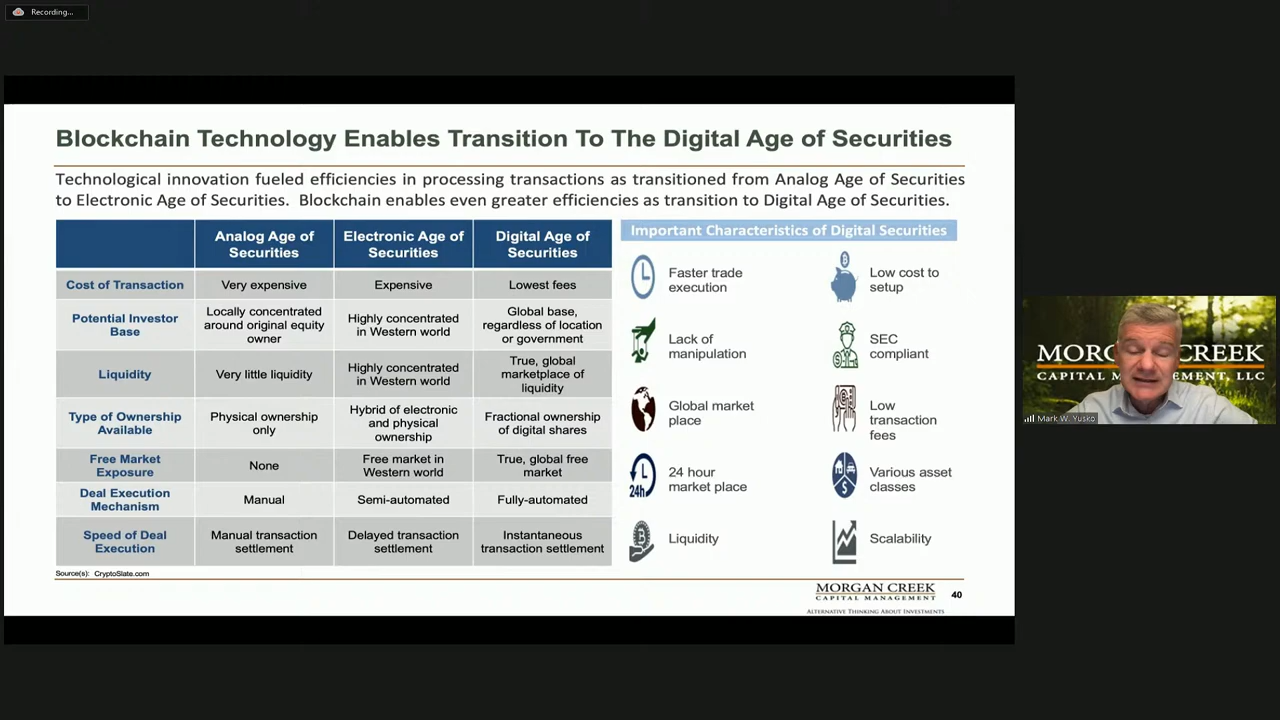 Recording...
Blockchain Technology Enables Transition To The Digital Age of Securities
Technological innovation fueled efficiencies in processing transactions as transitioned from Analog Age of Securities
to Electronic Age of Securities. Blockchain enables even greater efficiencies as transition to Digital Age of Securities.
Analog Age of
Securities
Electronic Age of
Securities
Digital Age of
Securities
Cost of Transaction
Very expensive
Expensive
Lowest fees
Potential Investor
Base
Locally concentrated
around original equity
owner
Highly concentrated
in Western world
Global base,
regardless of location
or government
Liquidity
Very little liquidity
Highly concentrated
in Western world
True, global
marketplace of
liquidity
Type of Ownership
Available
Physical ownership
only
Hybrid of electronic
and physical
ownership
Fractional ownership
of digital shares
Free Market
Exposure
None
Free market in
Western world
True, global free
market
Deal Execution
Mechanism
Manual
Semi-automated
Fully-automated
Speed of Deal
Execution
Manual transaction
settlement
Delayed transaction
settlement
Instantaneous
transaction settlement
Source(s): CryptoSlate.com
Important Characteristics of Digital Securities
Faster trade
execution
Low cost to
setup
Lack of
manipulation
SEC
compliant
Global market
place
Low
transaction
fees
24h
24 hour
market place
Various asset
classes
Liquidity
Scalability
MORGAN CREEK
CAPITAL MANAGEMENT
ALTERNATIVE THINKING ABOUT INVESTMENTS
40
CREEK
CAPITAL
MENT, LLC
Mark W. Yusko